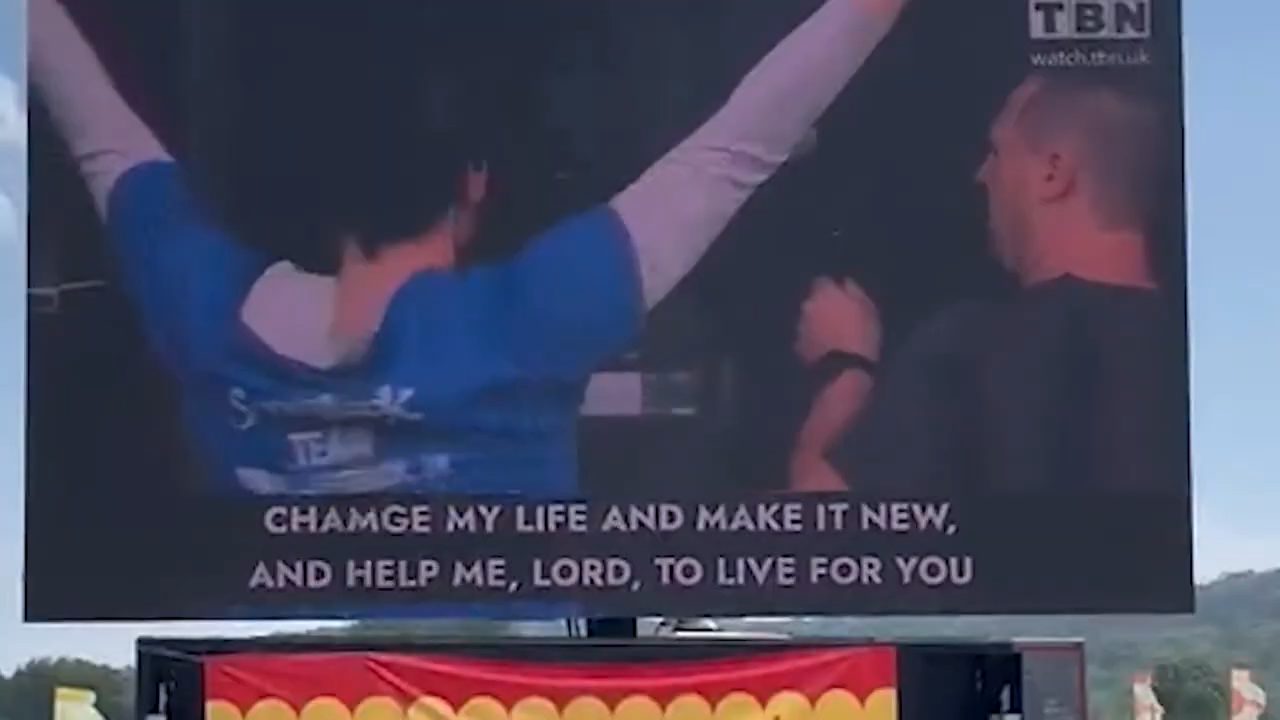 TBN
watch.tbn.uk
TEAM
CHAMGE MY LIFE AND MAKE IT NEW,
AND HELP ME, LORD, TO LIVE FOR YOU